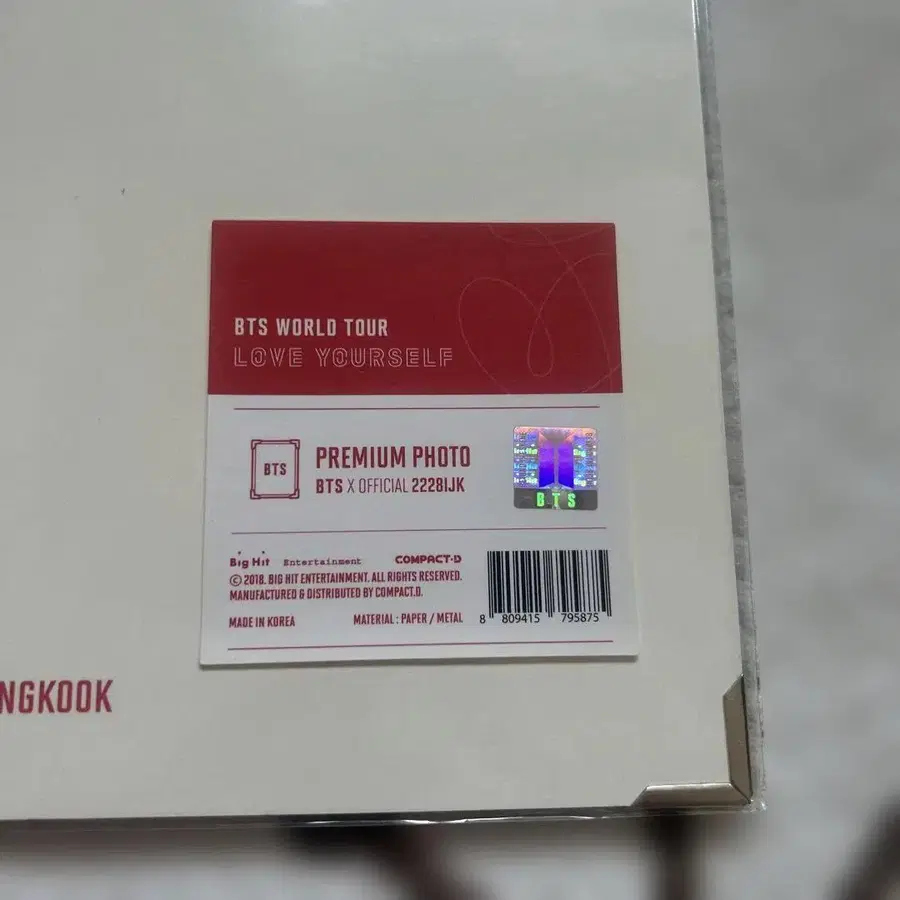 BTS WORLD TOUR
LOVE YOURSELF
BTS
PREMIUM PHOTO
BTS X OFFICIAL 2228IJK
BTS
Big Hit Entertainment COMPACT·D
© 2018. BIG HIT ENTERTAINMENT. ALL RIGHTS RESERVED.
MANUFACTURED & DISTRIBUTED BY COMPACT.D.
MADE IN KOREA MATERIAL : PAPER / METAL
8 809415 795875
NGKOOK